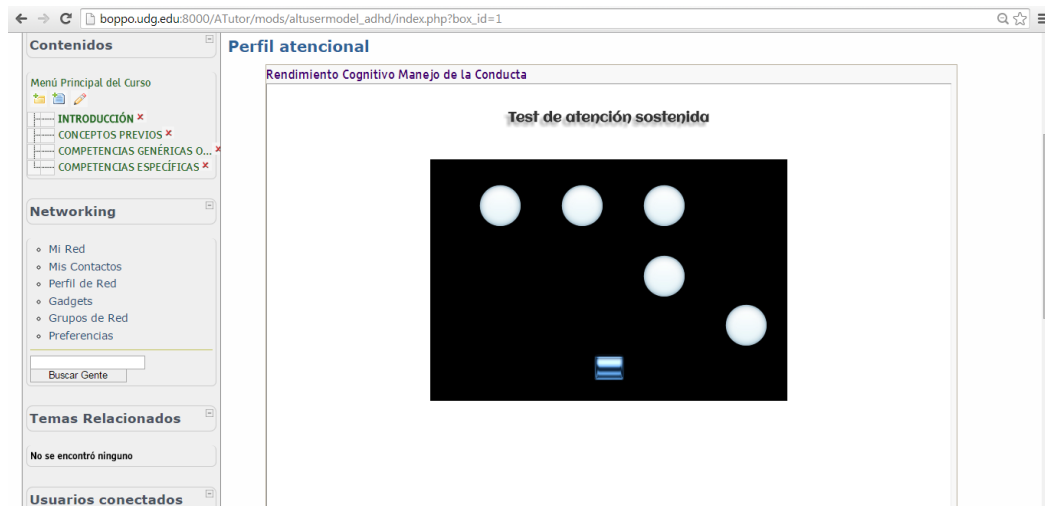 boppo.udg.edu:8000/ATutor/mods/altusermodel_adhd/index.php?box_id=1
Contenidos
Menú Principal del Curso
INTRODUCCIÓN
CONCEPTOS PREVIOS
COMPETENCIAS GENÉRICAS O...
COMPETENCIAS ESPECÍFICAS
Networking
Mi Red
Mis Contactos
Perfil de Red
Gadgets
Grupos de Red
Preferencias
Buscar Gente
Temas Relacionados
No se encontró ninguno
Usuarios conectados
Perfil atencional
Rendimiento Cognitivo Manejo de la Conducta
Test de atención sostenida